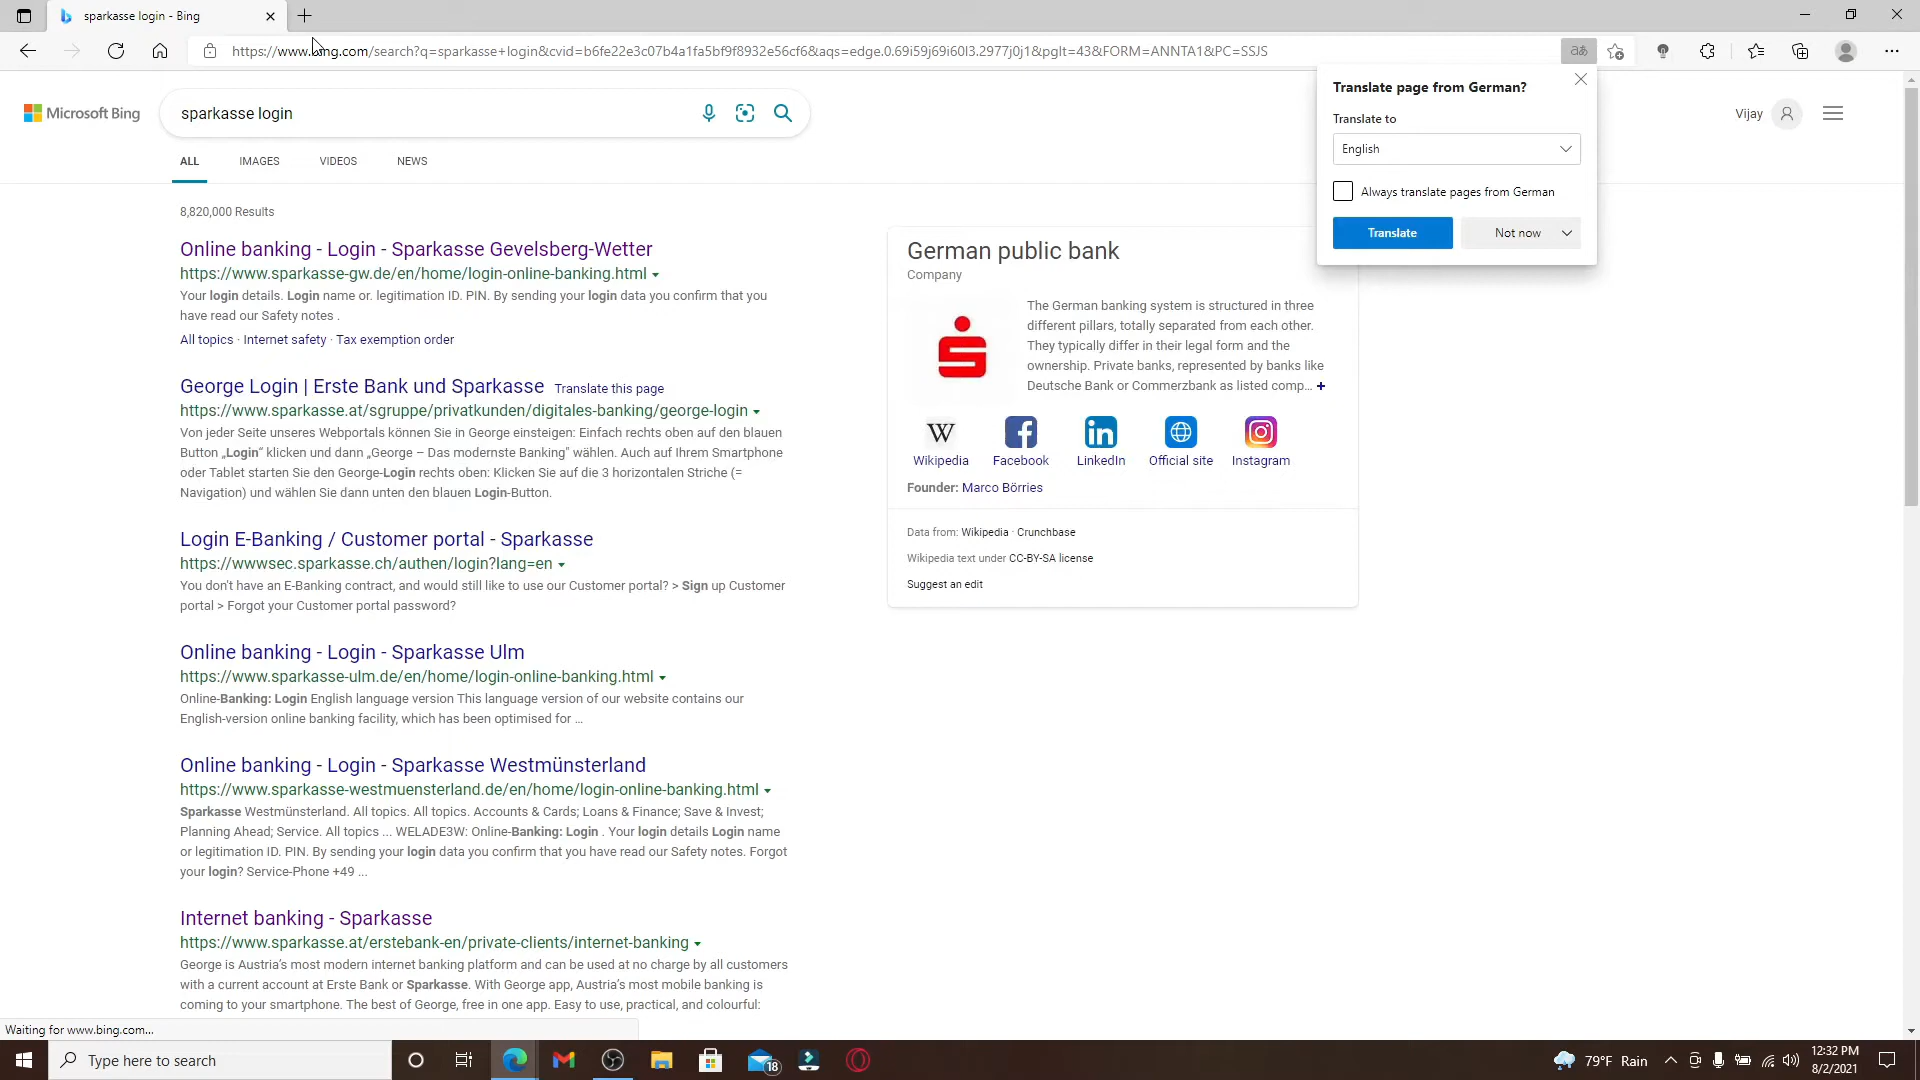 sparkasse login - Bing
https://www.bing.com/search?q=sparkasse+login&cvid=b6fe22e3c07b4a1fa5bf9f8932e56cf6&aqs=edge.0.69i59j69i60l3.2977j0j1&pglt=43&FORM=ANNTA1&PC=SSJS
Microsoft Bing
sparkasse login
Vijay
ALL IMAGES VIDEOS NEWS
Translate page from German?
Translate to
English
Always translate pages from German
Translate
Not now
8,820,000 Results
Online banking - Login - Sparkasse Gevelsberg-Wetter
https://www.sparkasse-gw.de/en/home/login-online-banking.html
Your login details. Login name or. legitimation ID. PIN. By sending your login data you confirm that you
have read our Safety notes .
All topics · Internet safety · Tax exemption order
George Login | Erste Bank und Sparkasse Translate this page
https://www.sparkasse.at/sgruppe/privatkunden/digitales-banking/george-login
Von jeder Seite unseres Webportals können Sie in George einsteigen: Einfach rechts oben auf den blauen
Button „Login“ klicken und dann „George – Das modernste Banking" wählen. Auch auf Ihrem Smartphone
oder Tablet starten Sie den George-Login rechts oben: Klicken Sie auf die 3 horizontalen Striche (=
Navigation) und wählen Sie dann unten den blauen Login-Button.
Login E-Banking / Customer portal - Sparkasse
https://wwwsec.sparkasse.ch/authen/login?lang=en
You don't have an E-Banking contract, and would still like to use our Customer portal? > Sign up Customer
portal > Forgot your Customer portal password?
Online banking - Login - Sparkasse Ulm
https://www.sparkasse-ulm.de/en/home/login-online-banking.html
Online-Banking: Login English language version This language version of our website contains our
English-version online banking facility, which has been optimised for ...
Online banking - Login - Sparkasse Westmünsterland
https://www.sparkasse-westmuensterland.de/en/home/login-online-banking.html
Sparkasse Westmünsterland. All topics. All topics. Accounts & Cards; Loans & Finance; Save & Invest;
Planning Ahead; Service. All topics ... WELADE3W: Online-Banking: Login . Your login details Login name
or legitimation ID. PIN. By sending your login data you confirm that you have read our Safety notes. Forgot
your login? Service-Phone +49 ...
Internet banking - Sparkasse
https://www.sparkasse.at/erstebank-en/private-clients/internet-banking
George is Austria's most modern internet banking platform and can be used at no charge by all customers
with a current account at Erste Bank or Sparkasse. With George app, Austria's most mobile banking is
coming to your smartphone. The best of George, free in one app. Easy to use, practical, and colourful:
German public bank
Company
The German banking system is structured in three
different pillars, totally separated from each other.
They typically differ in their legal form and the
ownership. Private banks, represented by banks like
Deutsche Bank or Commerzbank as listed comp... +
W
Wikipedia Facebook LinkedIn Official site Instagram
Founder: Marco Börries
Data from: Wikipedia · Crunchbase
Wikipedia text under CC-BY-SA license
Suggest an edit
Waiting for www.bing.com...
Type here to search
18
79°F Rain
12:32 PM
8/2/2021